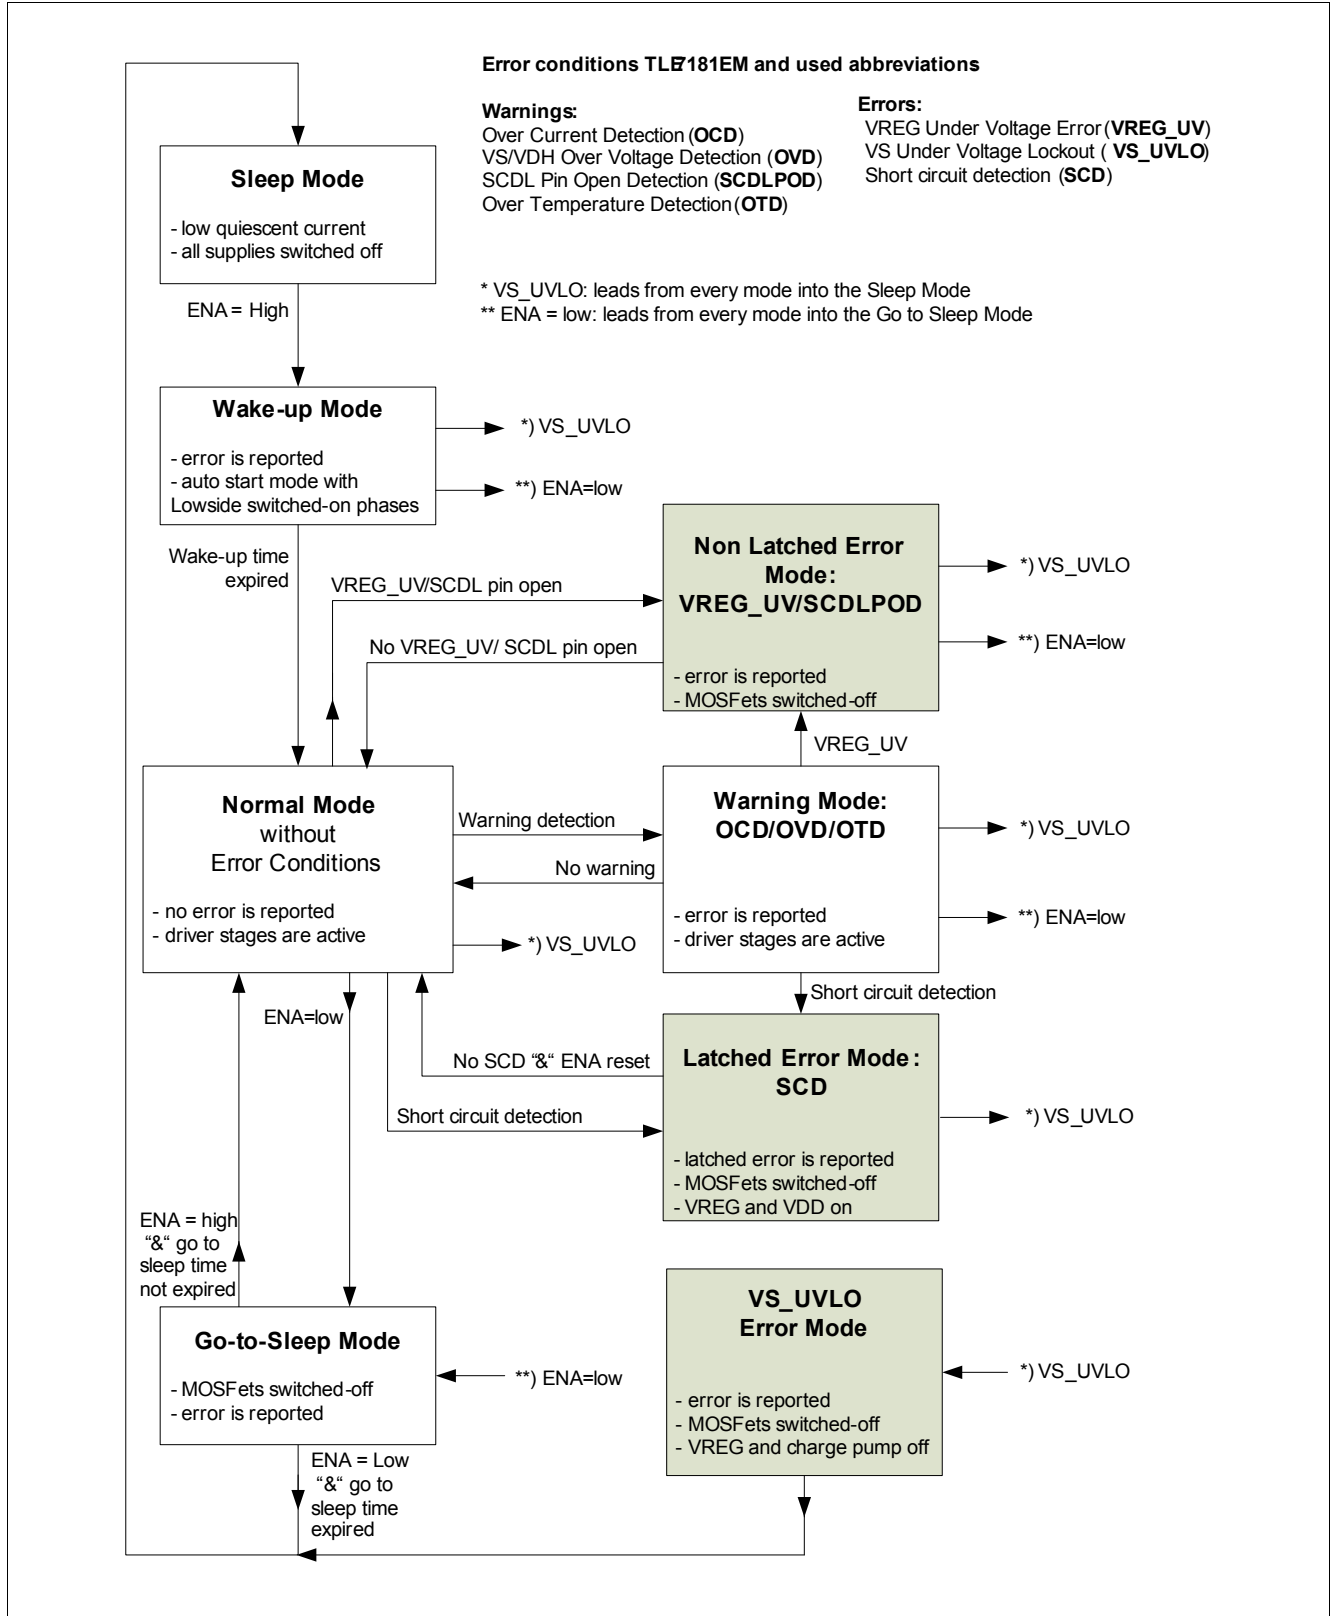 Error conditions TLE7181EM and used abbreviations
Warnings:
Over Current Detection (OCD)
VS/VDH Over Voltage Detection (OVD)
SCDL Pin Open Detection (SCDLPOD)
Over Temperature Detection (OTD)
Errors:
VREG Under Voltage Error (VREG_UV)
VS Under Voltage Lockout ( VS_UVLO)
Short circuit detection (SCD)
* VS_UVLO: leads from every mode into the Sleep Mode
** ENA = low: leads from every mode into the Go to Sleep Mode
Sleep Mode
- low quiescent current
- all supplies switched off
ENA = High
Wake-up Mode
- error is reported
- auto start mode with
Lowside switched-on phases
*) VS_UVLO
**) ENA=low
Wake-up time
expired
VREG_UV/SCDL pin open
No VREG_UV/ SCDL pin open
Non Latched Error
Mode:
VREG_UV/SCDLPOD
- error is reported
- MOSFets switched-off
*) VS_UVLO
**) ENA=low
VREG_UV
Normal Mode
without
Error Conditions
- no error is reported
- driver stages are active
Warning detection
No warning
*) VS_UVLO
Warning Mode:
OCD/OVD/OTD
- error is reported
- driver stages are active
*) VS_UVLO
**) ENA=low
Short circuit detection
ENA=low
No SCD “&“ ENA reset
Short circuit detection
Latched Error Mode:
SCD
- latched error is reported
- MOSFets switched-off
- VREG and VDD on
*) VS_UVLO
ENA = high
“&“ go to
sleep time
not expired
Go-to-Sleep Mode
- MOSFets switched-off
- error is reported
**) ENA=low
ENA = Low
“&“ go to
sleep time
expired
VS_UVLO
Error Mode
- error is reported
- MOSFets switched-off
- VREG and charge pump off
*) VS_UVLO